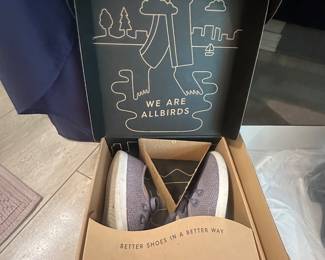 WE ARE
ALLBIRDS
BETTER SHOES IN A BETTER WAY